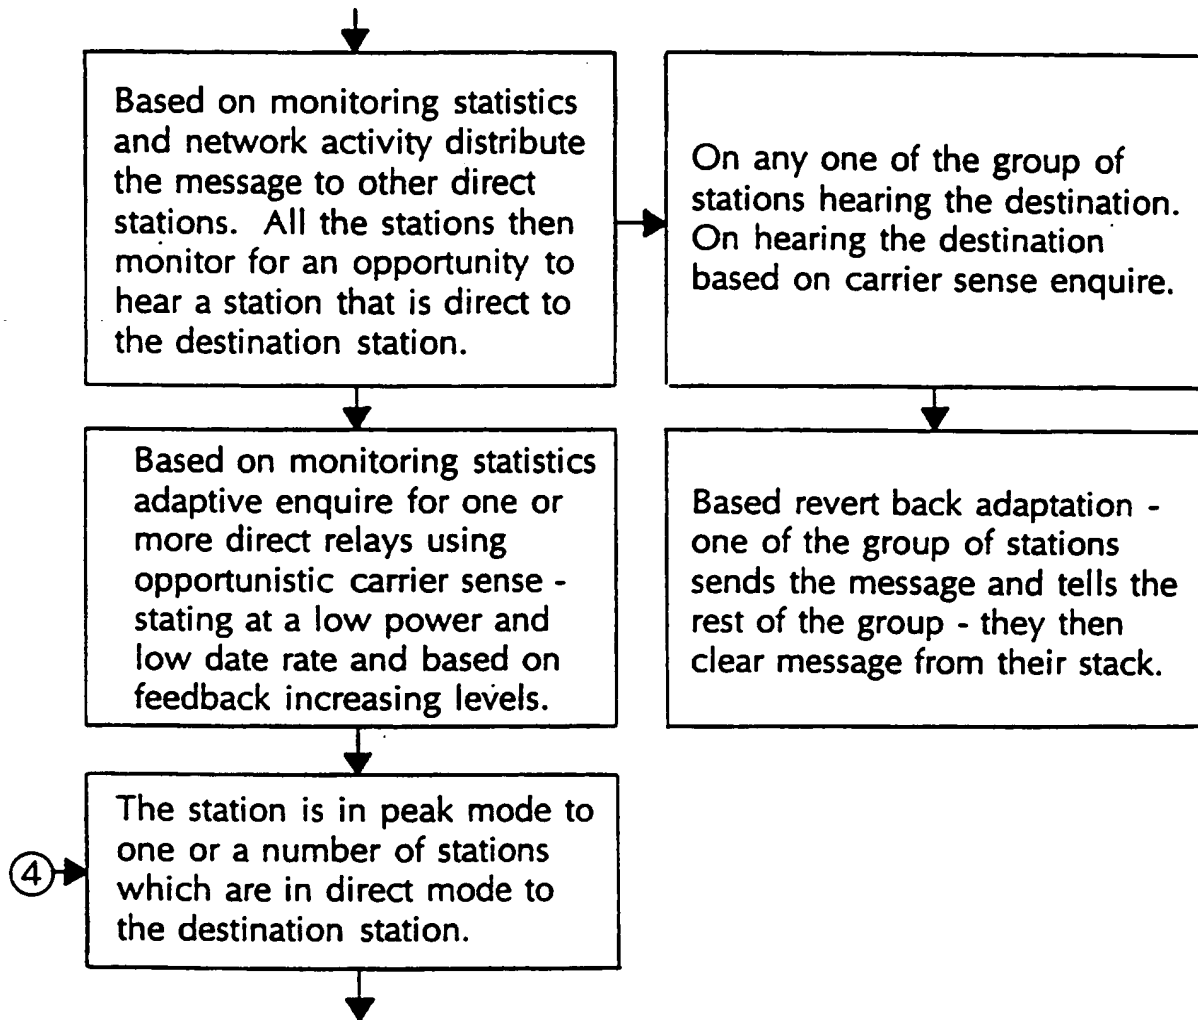 Based on monitoring statistics
and network activity distribute
the message to other direct
stations. All the stations then
monitor for an opportunity to
hear a station that is direct to
the destination station.
On any one of the group of
stations hearing the destination.
On hearing the destination
based on carrier sense enquire.
Based on monitoring statistics
adaptive enquire for one or
more direct relays using
opportunistic carrier sense -
stating at a low power and
low date rate and based on
feedback increasing levels.
Based revert back adaptation -
one of the group of stations
sends the message and tells the
rest of the group - they then
clear message from their stack.
4
The station is in peak mode to
one or a number of stations
which are in direct mode to
the destination station.